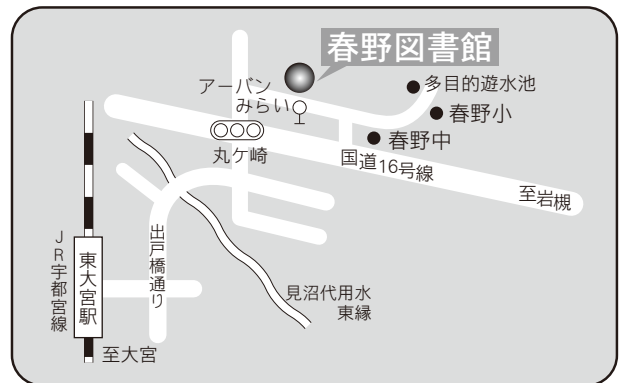 春野図書館
アーバン
みらい
多目的遊水池
春野小
春野中
丸ケ崎
国道16号線
至岩槻
出戸橋通り
JR宇都宮線
東大宮駅
見沼代用水
東縁
至大宮